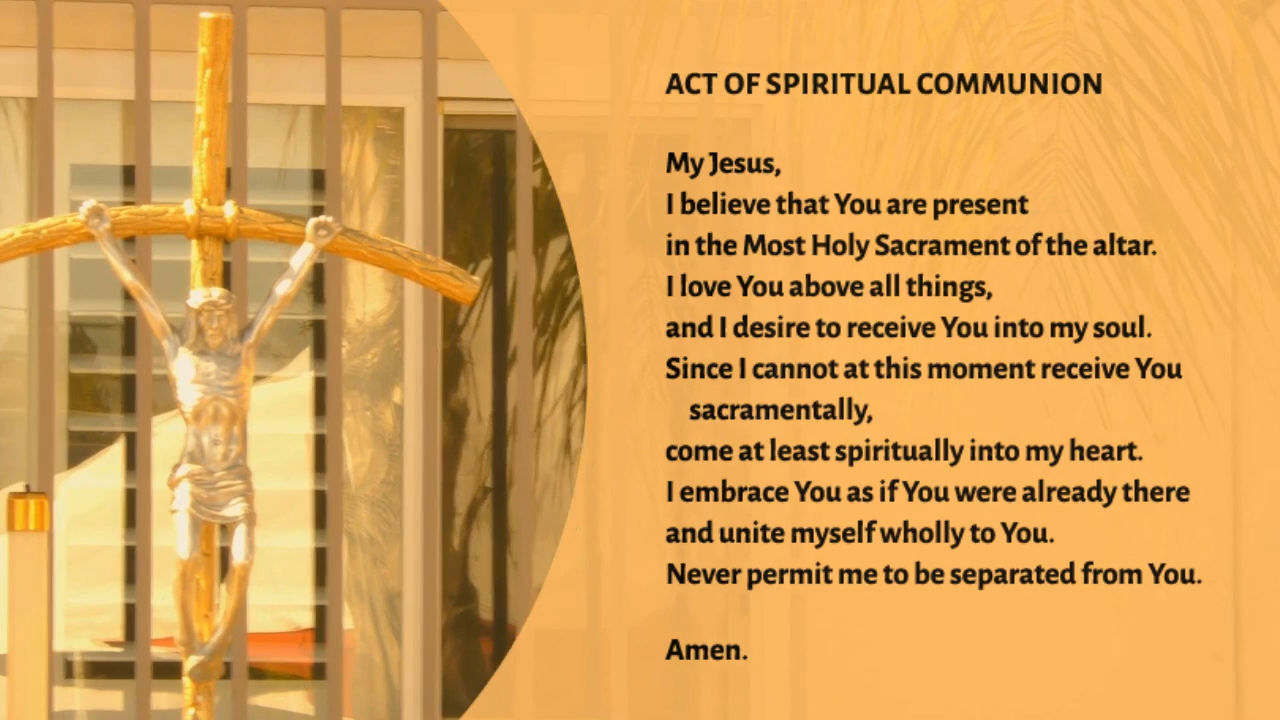 ACT OF SPIRITUAL COMMUNION
My Jesus,
I believe that You are present
in the Most Holy Sacrament of the altar.
I love You above all things,
and I desire to receive You into my soul.
Since I cannot at this moment receive You
sacramentally,
come at least spiritually into my heart.
I embrace You as if You were already there
and unite myself wholly to You.
Never permit me to be separated from You.
Amen.